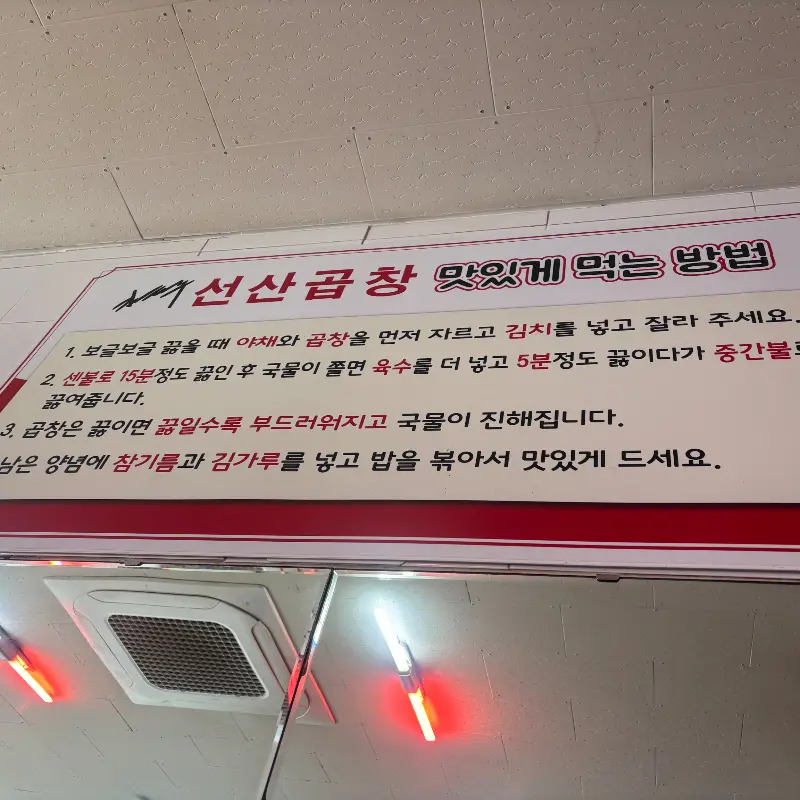 선산곱창 맛있게 먹는 방법
1. 보글보글 끓을 때 야채와 곱창을 먼저 자르고 김치를 넣고 잘라 주세요.
2. 센불로 15분정도 끓인 후 국물이 쫄면 육수를 더 넣고 5분정도 끓이다가 중간불로
끓여줍니다.
3. 곱창은 끓이면 끓일수록 부드러워지고 국물이 진해집니다.
남은 양념에 참기름과 김가루를 넣고 밥을 볶아서 맛있게 드세요.